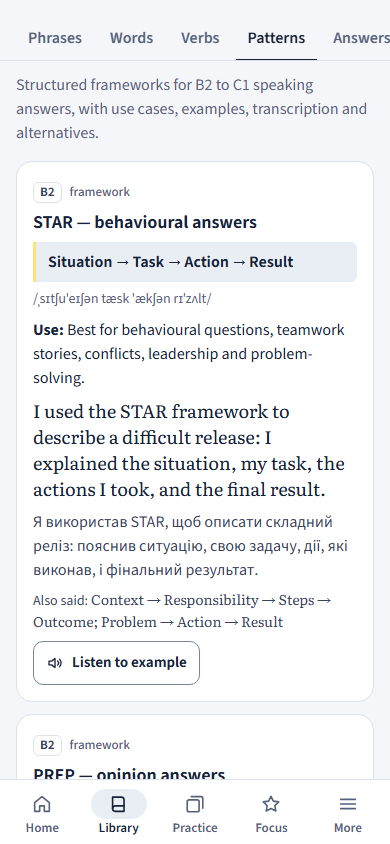 Phrases Words Verbs Patterns Answers
Structured frameworks for B2 to C1 speaking
answers, with use cases, examples, transcription and
alternatives.
B2 framework
STAR — behavioural answers
Situation → Task → Action → Result
/ˌsɪtʃuˈeɪʃən tæsk ˈækʃən rɪˈzʌlt/
Use: Best for behavioural questions, teamwork
stories, conflicts, leadership and problem-
solving.
I used the STAR framework to
describe a difficult release: I
explained the situation, my task, the
actions I took, and the final result.
Я використав STAR, щоб описати складний
реліз: пояснив ситуацію, свою задачу, дії, які
виконав, і фінальний результат.
Also said: Context → Responsibility → Steps →
Outcome; Problem → Action → Result
Listen to example
B2 framework
PREP — opinion answers
Home Library Practice Focus More